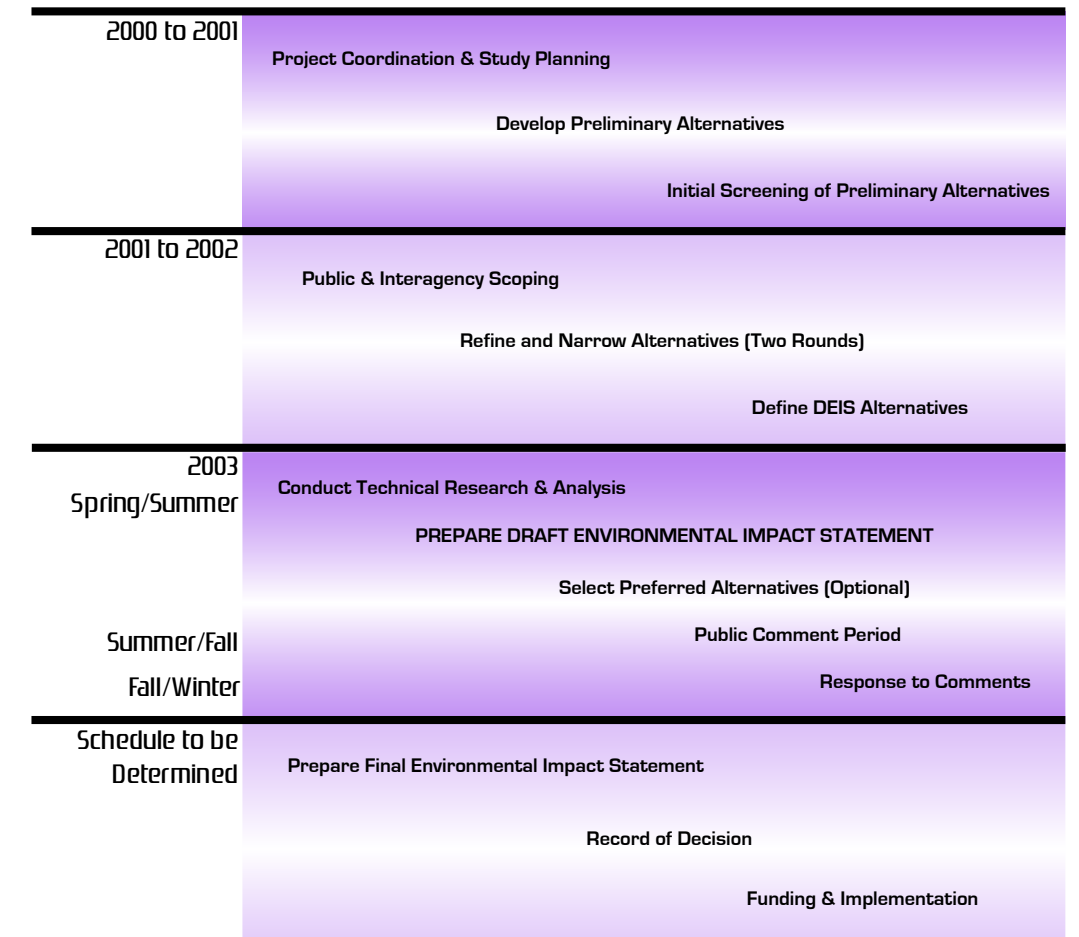 2000 to 2001
Project Coordination & Study Planning
Develop Preliminary Alternatives
Initial Screening of Preliminary Alternatives
2001 to 2002
Public & Interagency Scoping
Refine and Narrow Alternatives (Two Rounds)
Define DEIS Alternatives
2003
Spring/Summer
Conduct Technical Research & Analysis
PREPARE DRAFT ENVIRONMENTAL IMPACT STATEMENT
Select Preferred Alternatives (Optional)
Summer/Fall
Public Comment Period
Fall/Winter
Response to Comments
Schedule to be
Determined
Prepare Final Environmental Impact Statement
Record of Decision
Funding & Implementation